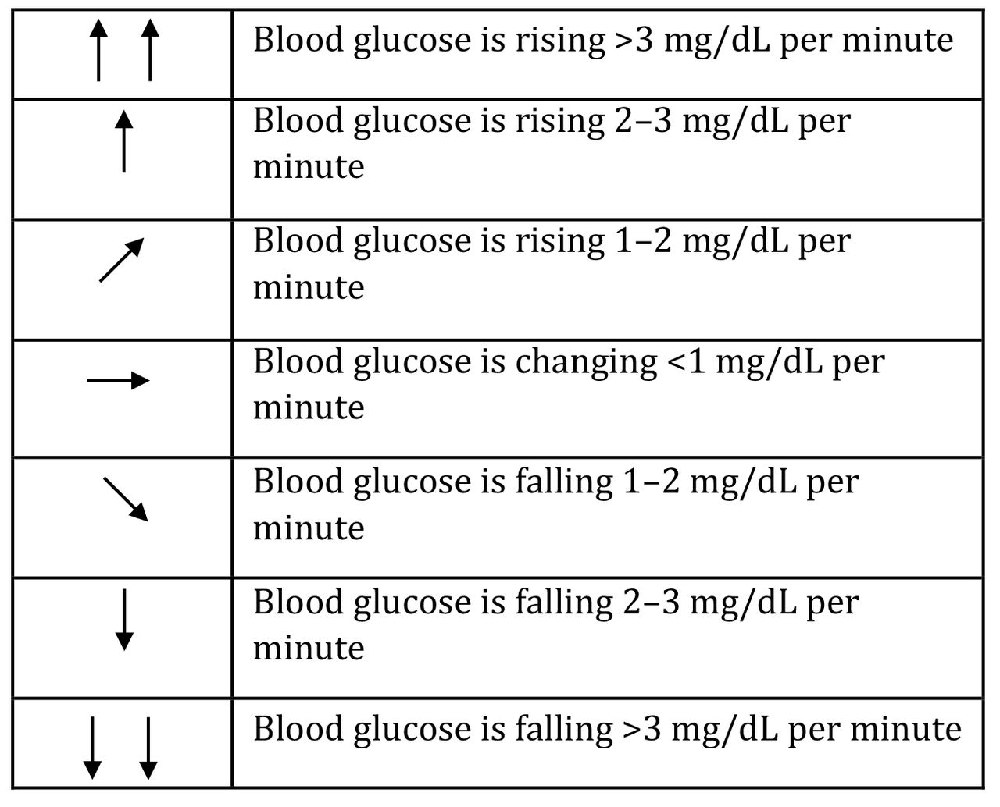 Blood glucose is rising >3 mg/dL per minute
Blood glucose is rising 2–3 mg/dL per
minute
Blood glucose is rising 1–2 mg/dL per
minute
Blood glucose is changing <1 mg/dL per
minute
Blood glucose is falling 1–2 mg/dL per
minute
Blood glucose is falling 2–3 mg/dL per
minute
Blood glucose is falling >3 mg/dL per minute